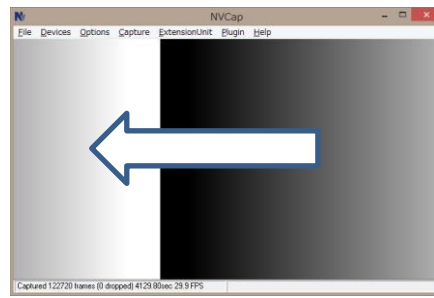 NVCap
File Devices Options Capture ExtensionUnit Plugin Help
Captured 122720 frames (0 dropped) 4129.80sec 29.9 FPS